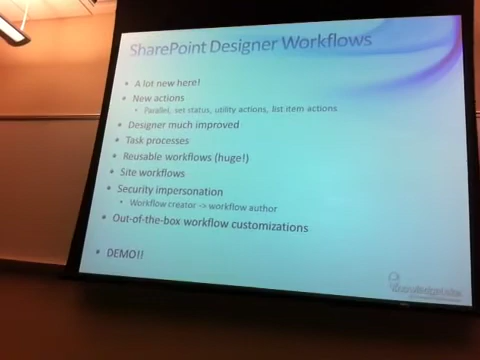 SharePoint Designer Workflows
• A lot new here!
• New actions
• Parallel, set status, utility actions, list item actions
• Designer much improved
• Task processes
• Reusable workflows (huge!)
• Site workflows
• Security impersonation
• Workflow creator -> workflow author
• Out-of-the-box workflow customizations
• DEMO!!